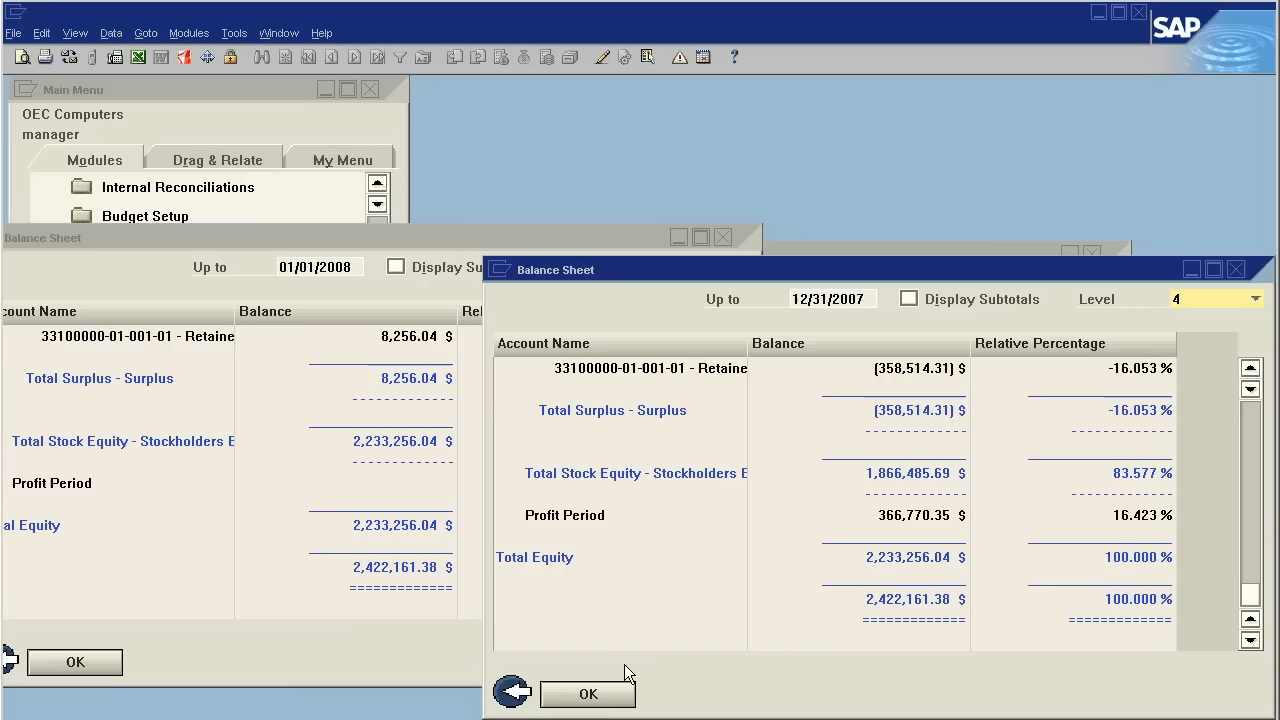 File Edit View Data Goto Modules Tools Window Help
SAP
Main Menu
OEC Computers
manager
Modules Drag & Relate My Menu
Internal Reconciliations
Budget Setup
Balance Sheet
Up to 01/01/2008 Display Su
count Name Balance Rel
33100000-01-001-01 - Retaine 8,256.04 $
Total Surplus - Surplus 8,256.04 $
Total Stock Equity - Stockholders E 2,233,256.04 $
Profit Period
al Equity 2,233,256.04 $
2,422,161.38 $
============
OK
Balance Sheet
Up to 12/31/2007 Display Subtotals Level 4
Account Name Balance Relative Percentage
33100000-01-001-01 - Retaine (358,514.31) $ -16.053 %
Total Surplus - Surplus (358,514.31) $ -16.053 %
Total Stock Equity - Stockholders E 1,866,485.69 $ 83.577 %
Profit Period 366,770.35 $ 16.423 %
Total Equity 2,233,256.04 $ 100.000 %
2,422,161.38 $ 100.000 %
============ ============
OK